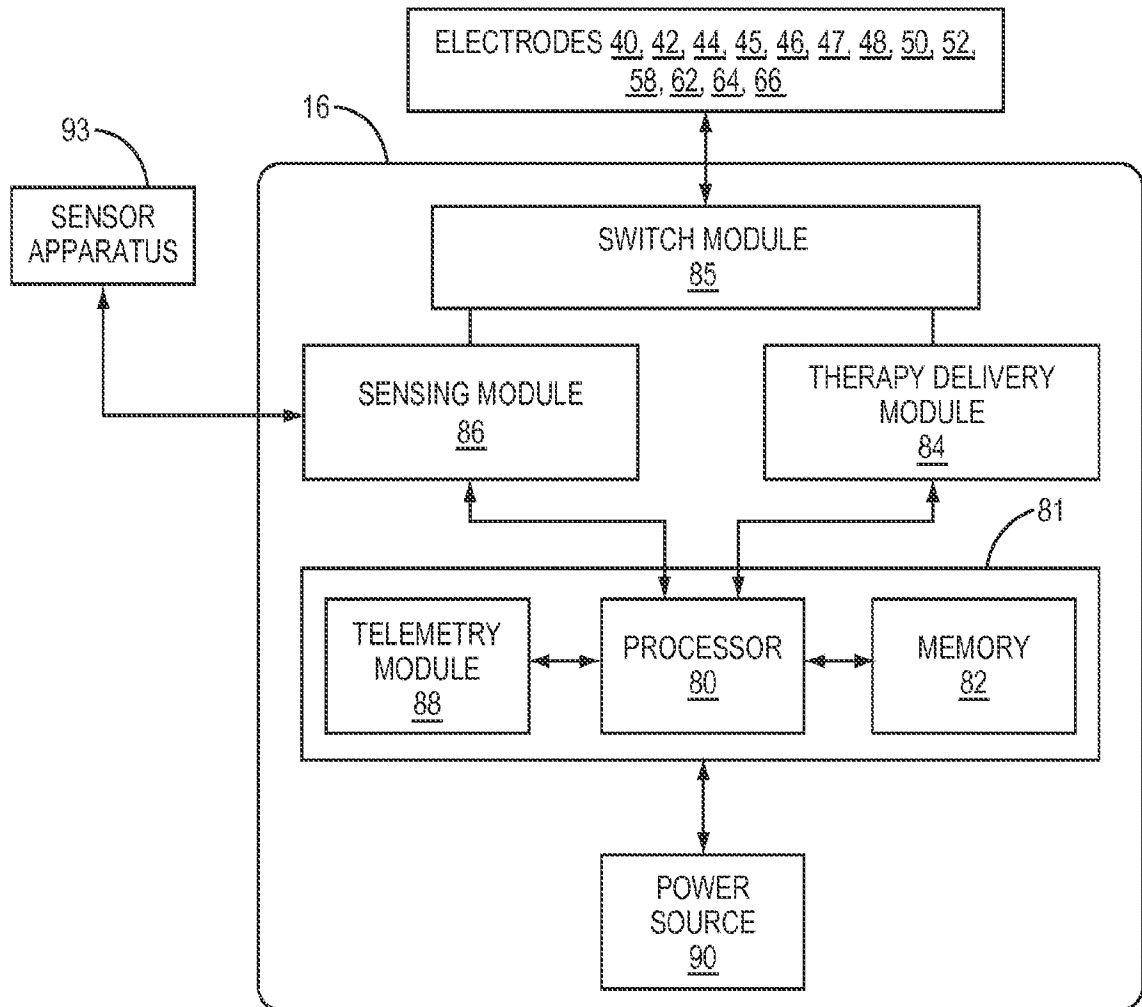 ELECTRODES 40, 42, 44, 45, 46, 47, 48, 50, 52,
58, 62, 64, 66
16
93
SENSOR
APPARATUS
SWITCH MODULE
85
SENSING MODULE
86
THERAPY DELIVERY
MODULE
84
81
TELEMETRY
MODULE
88
PROCESSOR
80
MEMORY
82
POWER
SOURCE
90